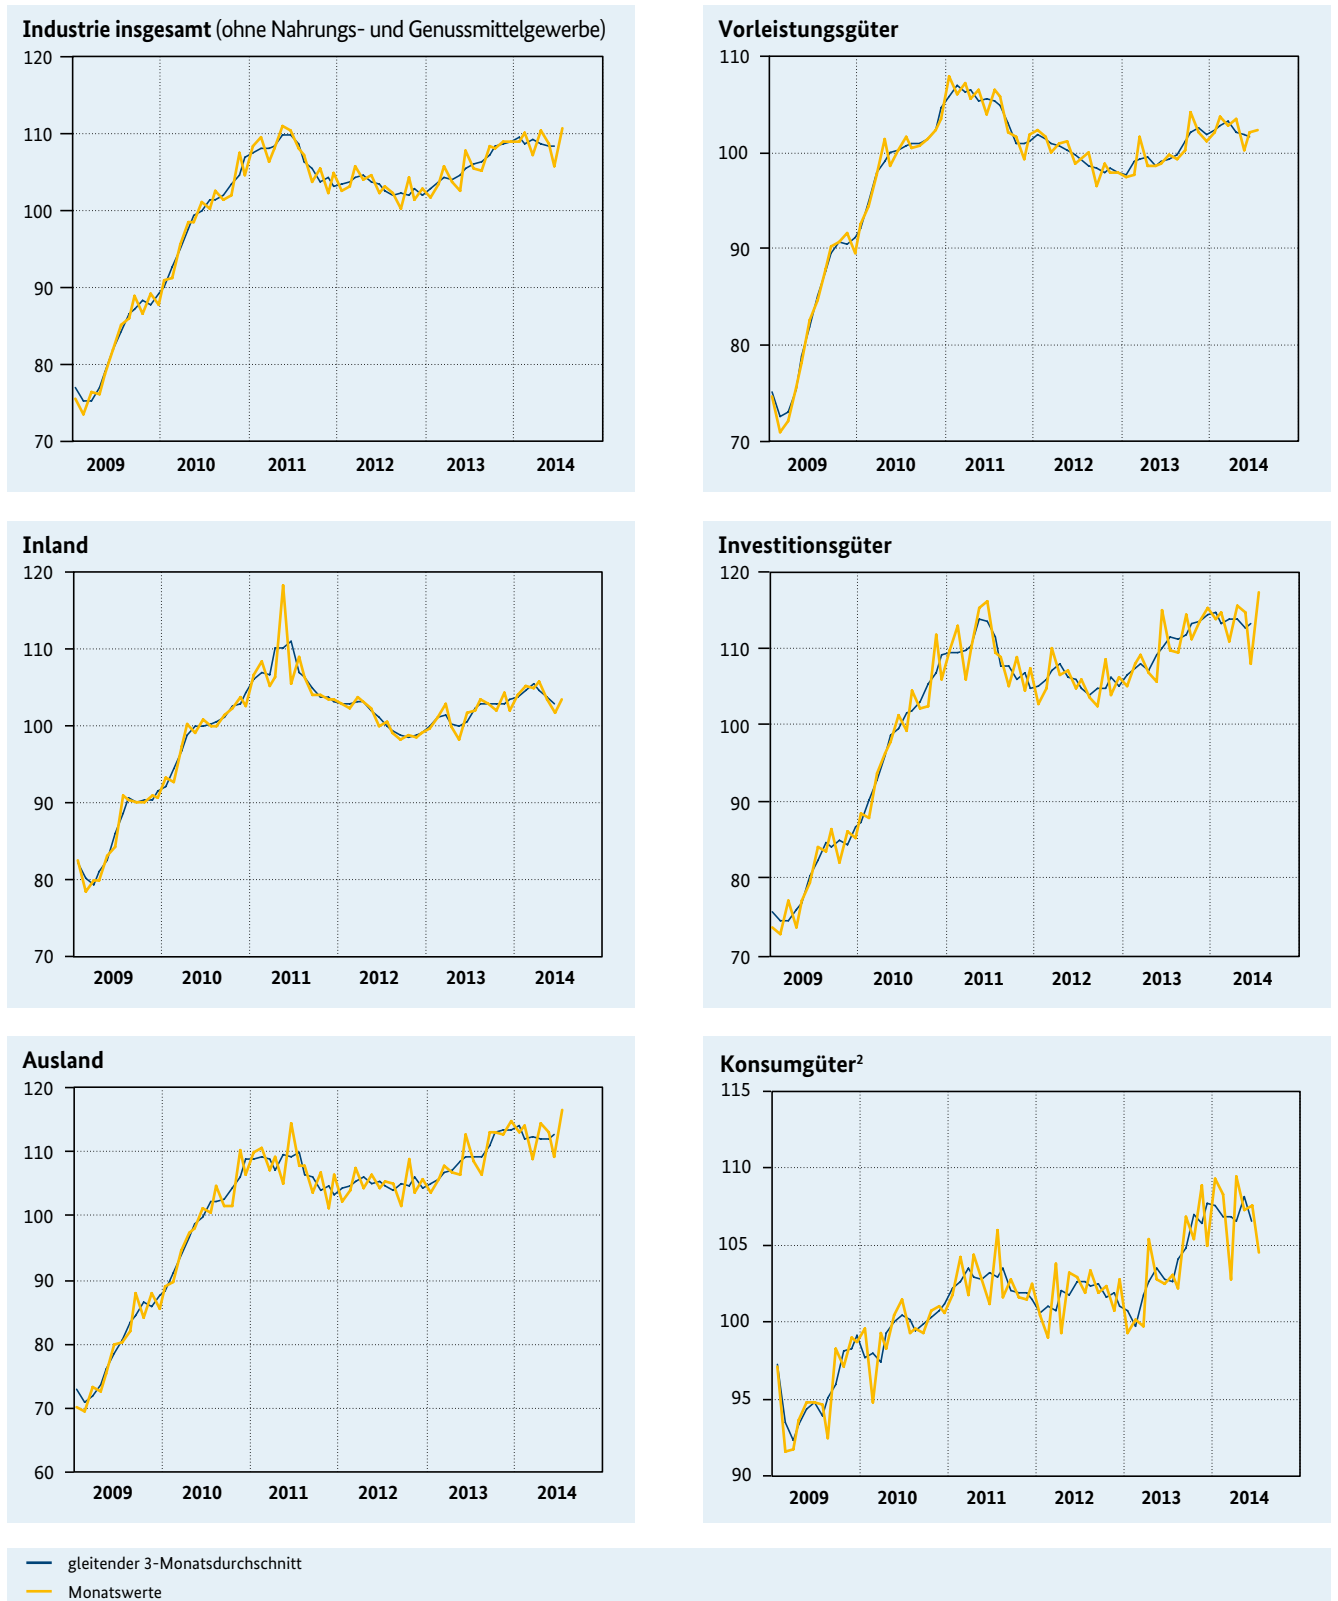 Industrie insgesamt (ohne Nahrungs- und Genussmittelgewerbe)
120
110
100
90
80
70
2009 2010 2011 2012 2013 2014
Vorleistungsgüter
110
100
90
80
70
2009 2010 2011 2012 2013 2014
Inland
120
110
100
90
80
70
2009 2010 2011 2012 2013 2014
Investitionsgüter
120
110
100
90
80
70
2009 2010 2011 2012 2013 2014
Ausland
120
110
100
90
80
70
60
2009 2010 2011 2012 2013 2014
Konsumgüter²
115
110
105
100
95
90
2009 2010 2011 2012 2013 2014
gleitender 3-Monatsdurchschnitt
Monatswerte